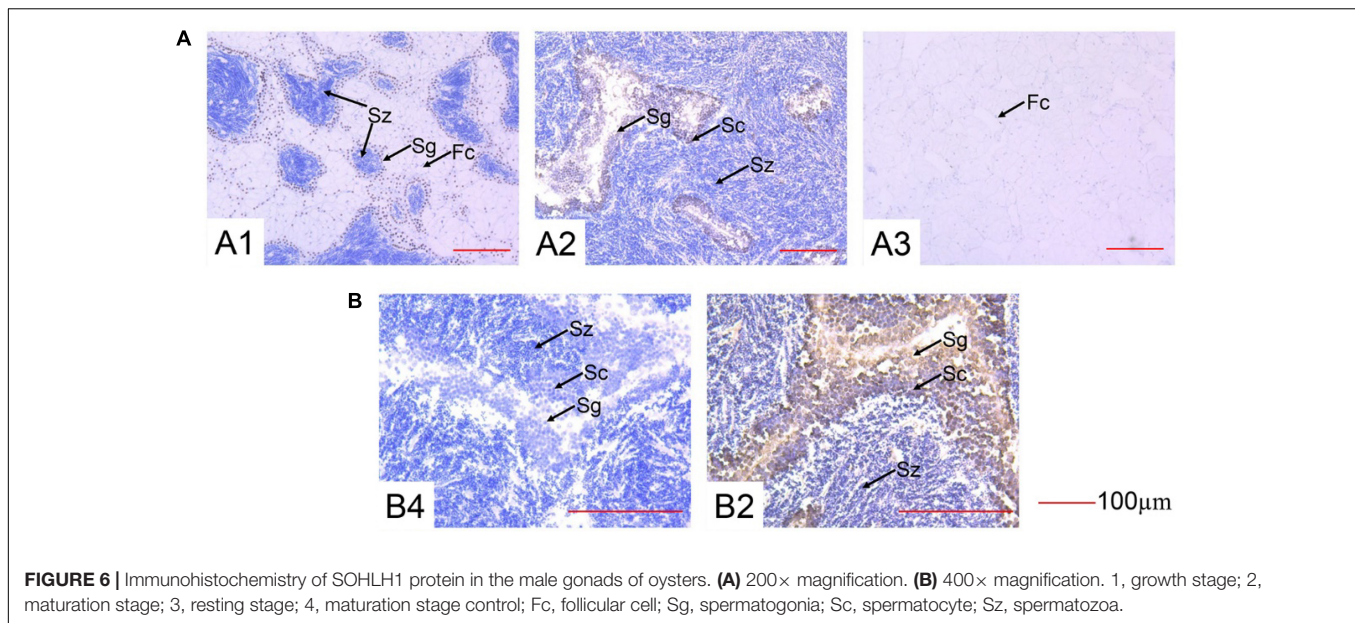 A
Sz
Sg
Fc
A1
Sg
Sc
Sz
A2
Fc
A3
B
Sz
Sc
Sg
B4
Sg
Sc
Sz
B2
100µm
FIGURE 6 | Immunohistochemistry of SOHLH1 protein in the male gonads of oysters. (A) 200× magnification. (B) 400× magnification. 1, growth stage; 2,
maturation stage; 3, resting stage; 4, maturation stage control; Fc, follicular cell; Sg, spermatogonia; Sc, spermatocyte; Sz, spermatozoa.